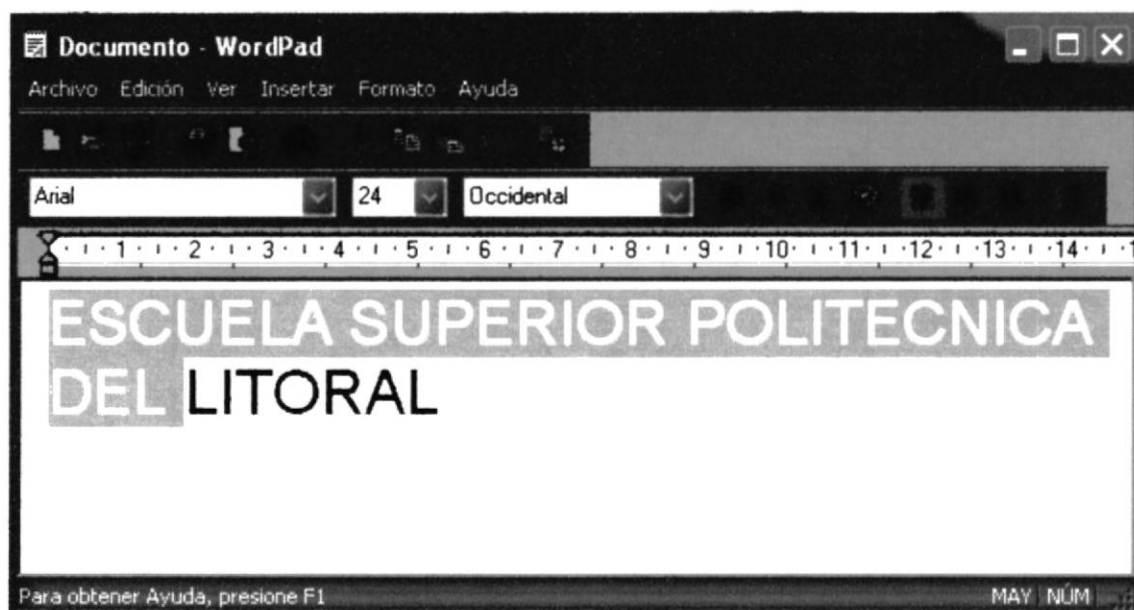 Documento - WordPad
Archivo Edición Ver Insertar Formato Ayuda
Arial 24 Occidental
1 2 3 4 5 6 7 8 9 10 11 12 13 14
ESCUELA SUPERIOR POLITECNICA
DEL LITORAL
Para obtener Ayuda, presione F1 MAY NÚM